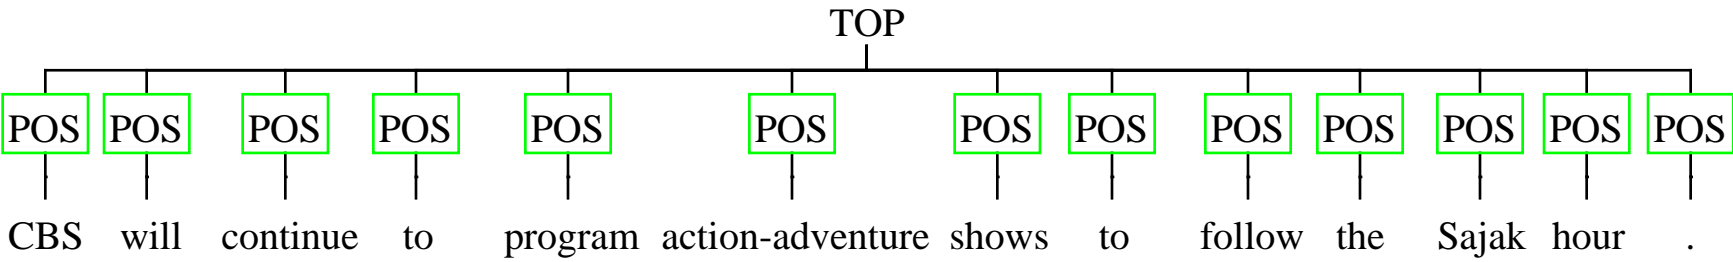 TOP
POS POS POS POS POS POS POS POS POS POS POS POS POS
CBS will continue to program action-adventure shows to follow the Sajak hour .